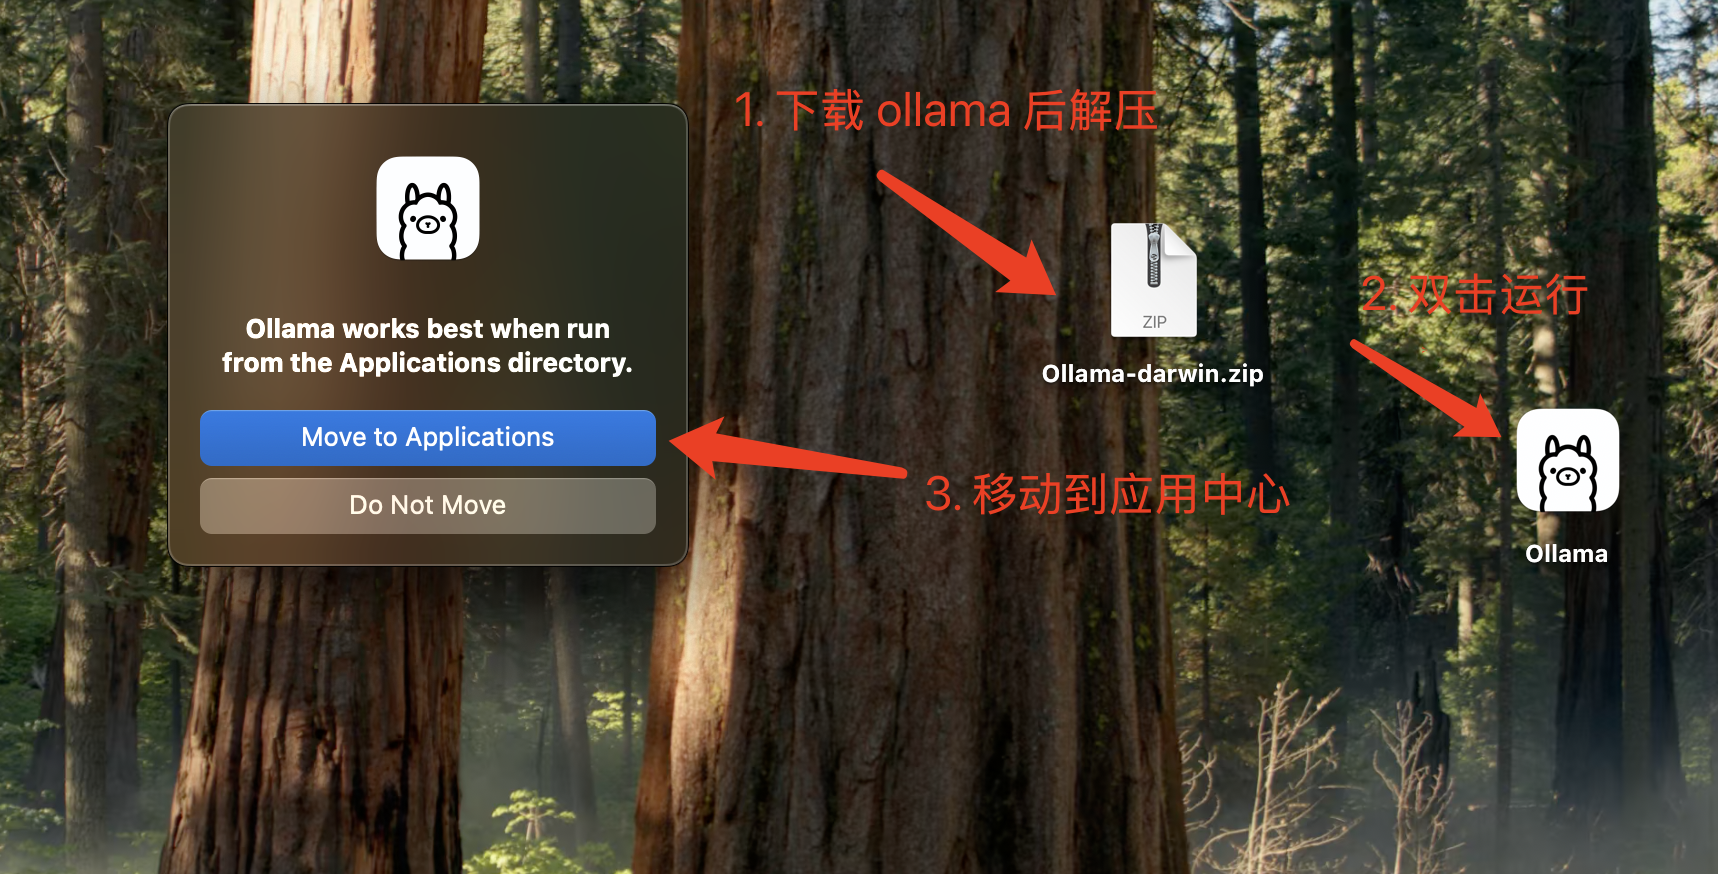 1. 下载 ollama 后解压
ZIP
Ollama-darwin.zip
2. 双击运行
Ollama
Ollama works best when run
from the Applications directory.
Move to Applications
Do Not Move
3. 移动到应用中心